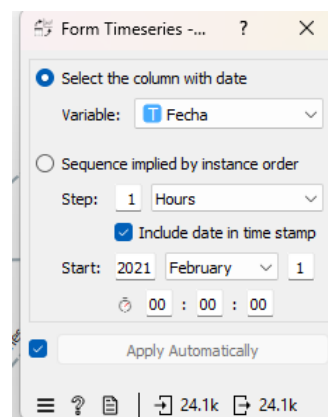 Form Timeseries -... ? ×
Select the column with date
Variable: T Fecha
Sequence implied by instance order
Step: 1 Hours
Include date in time stamp
Start: 2021 February 1
00 : 00 : 00
Apply Automatically
? 24.1k 24.1k